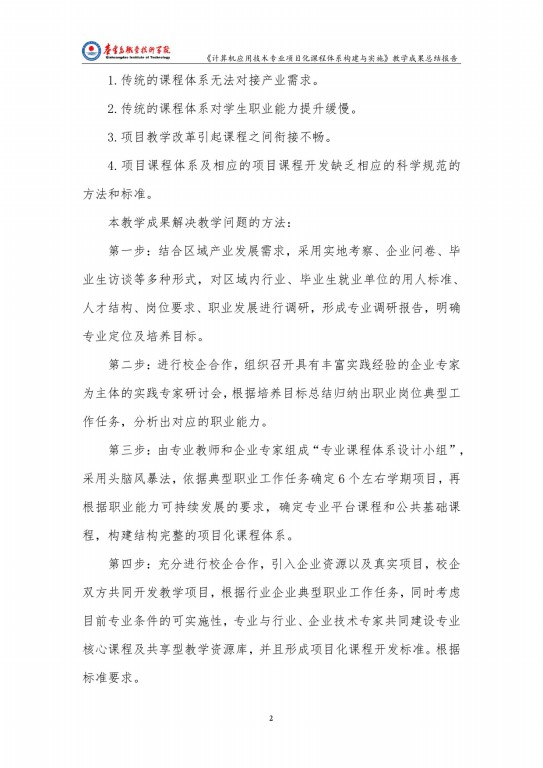 秦皇岛职业技术学院
Qinhuangdao Institute of Technology
《计算机应用技术专业项目化课程体系构建与实施》教学成果总结报告
1.传统的课程体系无法对接产业需求。
2.传统的课程体系对学生职业能力提升缓慢。
3.项目教学改革引起课程之间衔接不畅。
4.项目课程体系及相应的项目课程开发缺乏相应的科学规范的
方法和标准。
本教学成果解决教学问题的方法：
第一步：结合区域产业发展需求，采用实地考察、企业问卷、毕
业生访谈等多种形式，对区域内行业、毕业生就业单位的用人标准、
人才结构、岗位要求、职业发展进行调研，形成专业调研报告，明确
专业定位及培养目标。
第二步：进行校企合作，组织召开具有丰富实践经验的企业专家
为主体的实践专家研讨会，根据培养目标总结归纳出职业岗位典型工
作任务，分析出对应的职业能力。
第三步：由专业教师和企业专家组成“专业课程体系设计小组”，
采用头脑风暴法，依据典型职业工作任务确定 6 个左右学期项目，再
根据职业能力可持续发展的要求，确定专业平台课程和公共基础课
程，构建结构完整的项目化课程体系。
第四步：充分进行校企合作，引入企业资源以及真实项目，校企
双方共同开发教学项目，根据行业企业典型职业工作任务，同时考虑
目前专业条件的可实施性，专业与行业、企业技术专家共同建设专业
核心课程及共享型教学资源库，并且形成项目化课程开发标准。根据
标准要求。
2